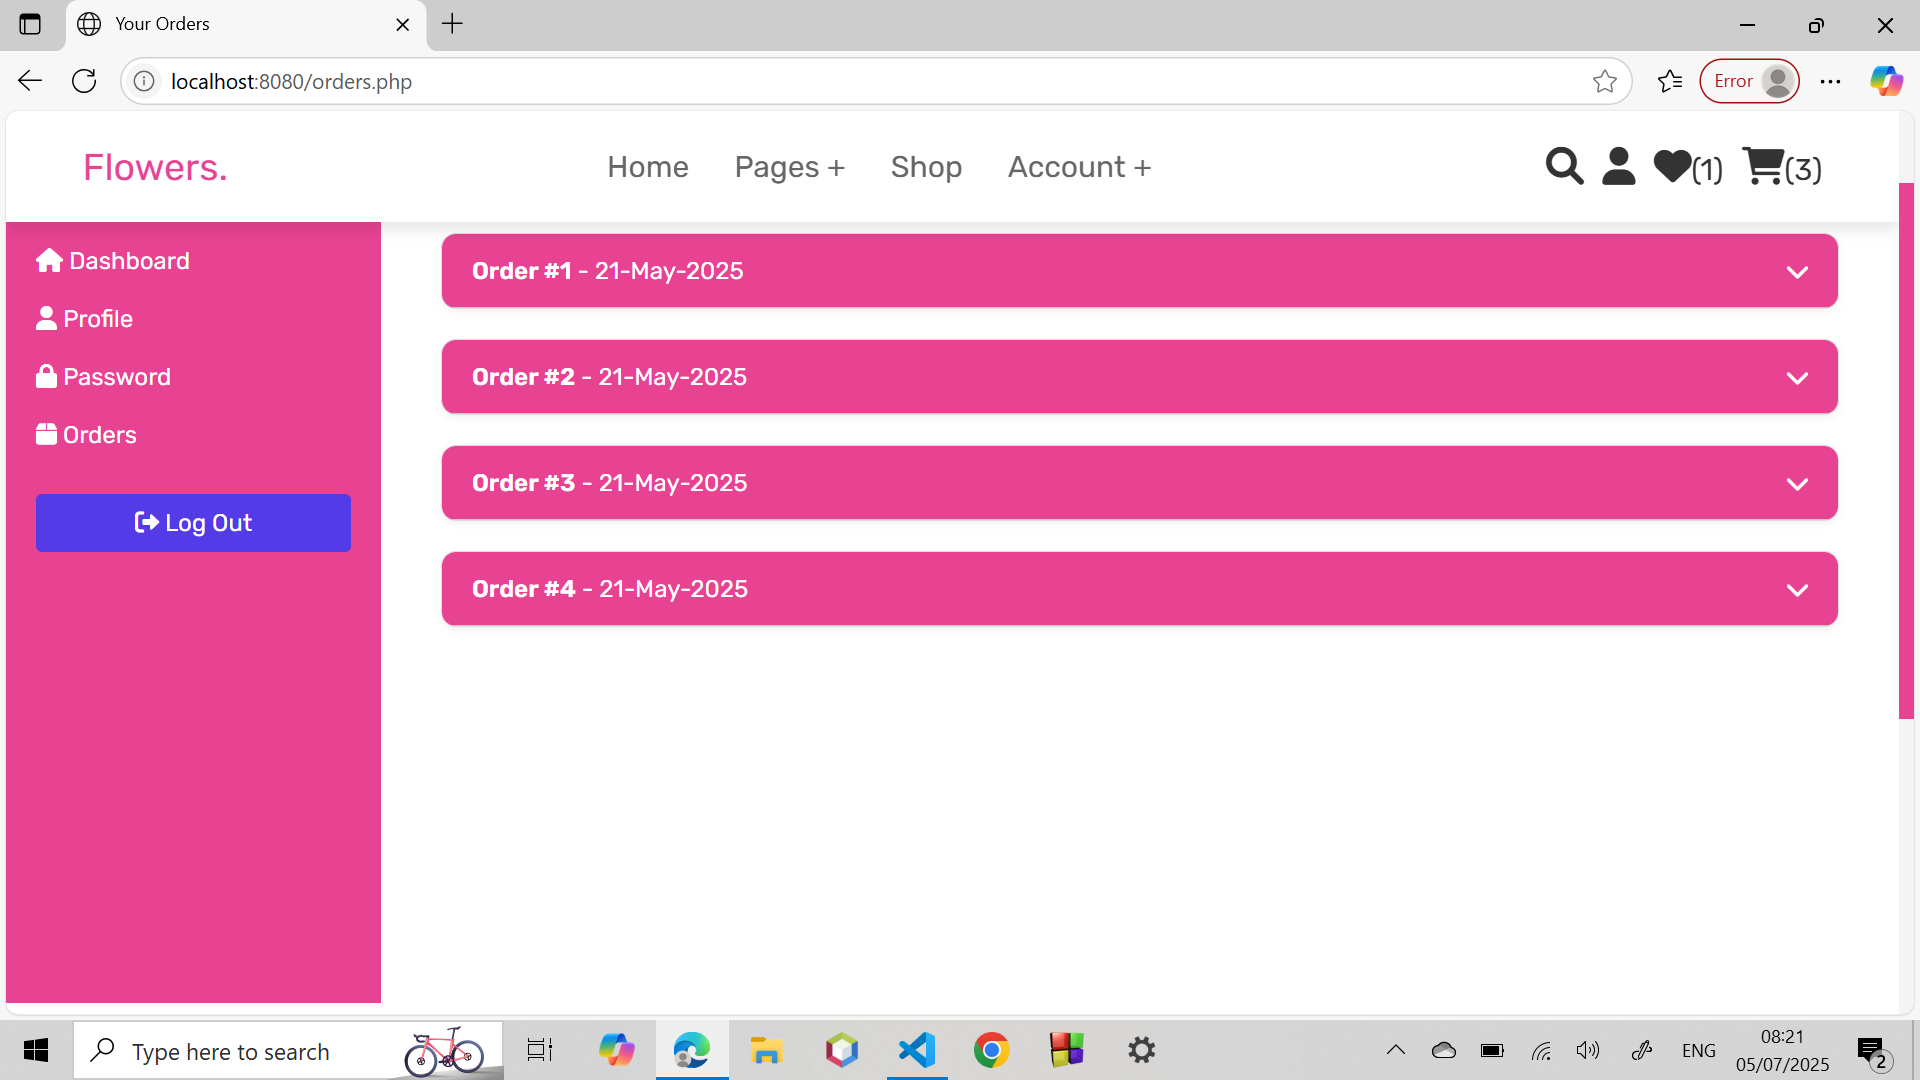 Your Orders
localhost:8080/orders.php
Error
Flowers.
Home Pages + Shop Account +
(1) (3)
Dashboard
Profile
Password
Orders
Log Out
Order #1 - 21-May-2025
Order #2 - 21-May-2025
Order #3 - 21-May-2025
Order #4 - 21-May-2025
Type here to search
ENG
08:21
05/07/2025
2